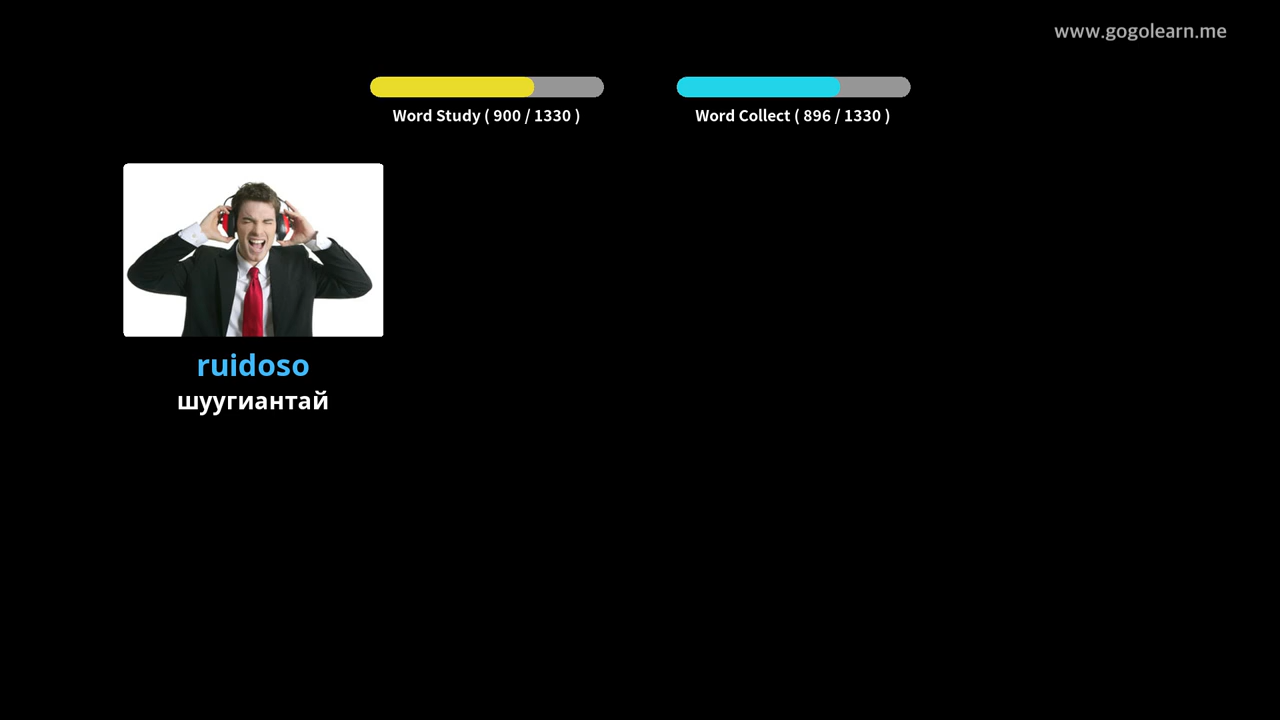 www.gogolearn.me
Word Study ( 900 / 1330 )
Word Collect ( 896 / 1330 )
ruidoso
шуугиантай